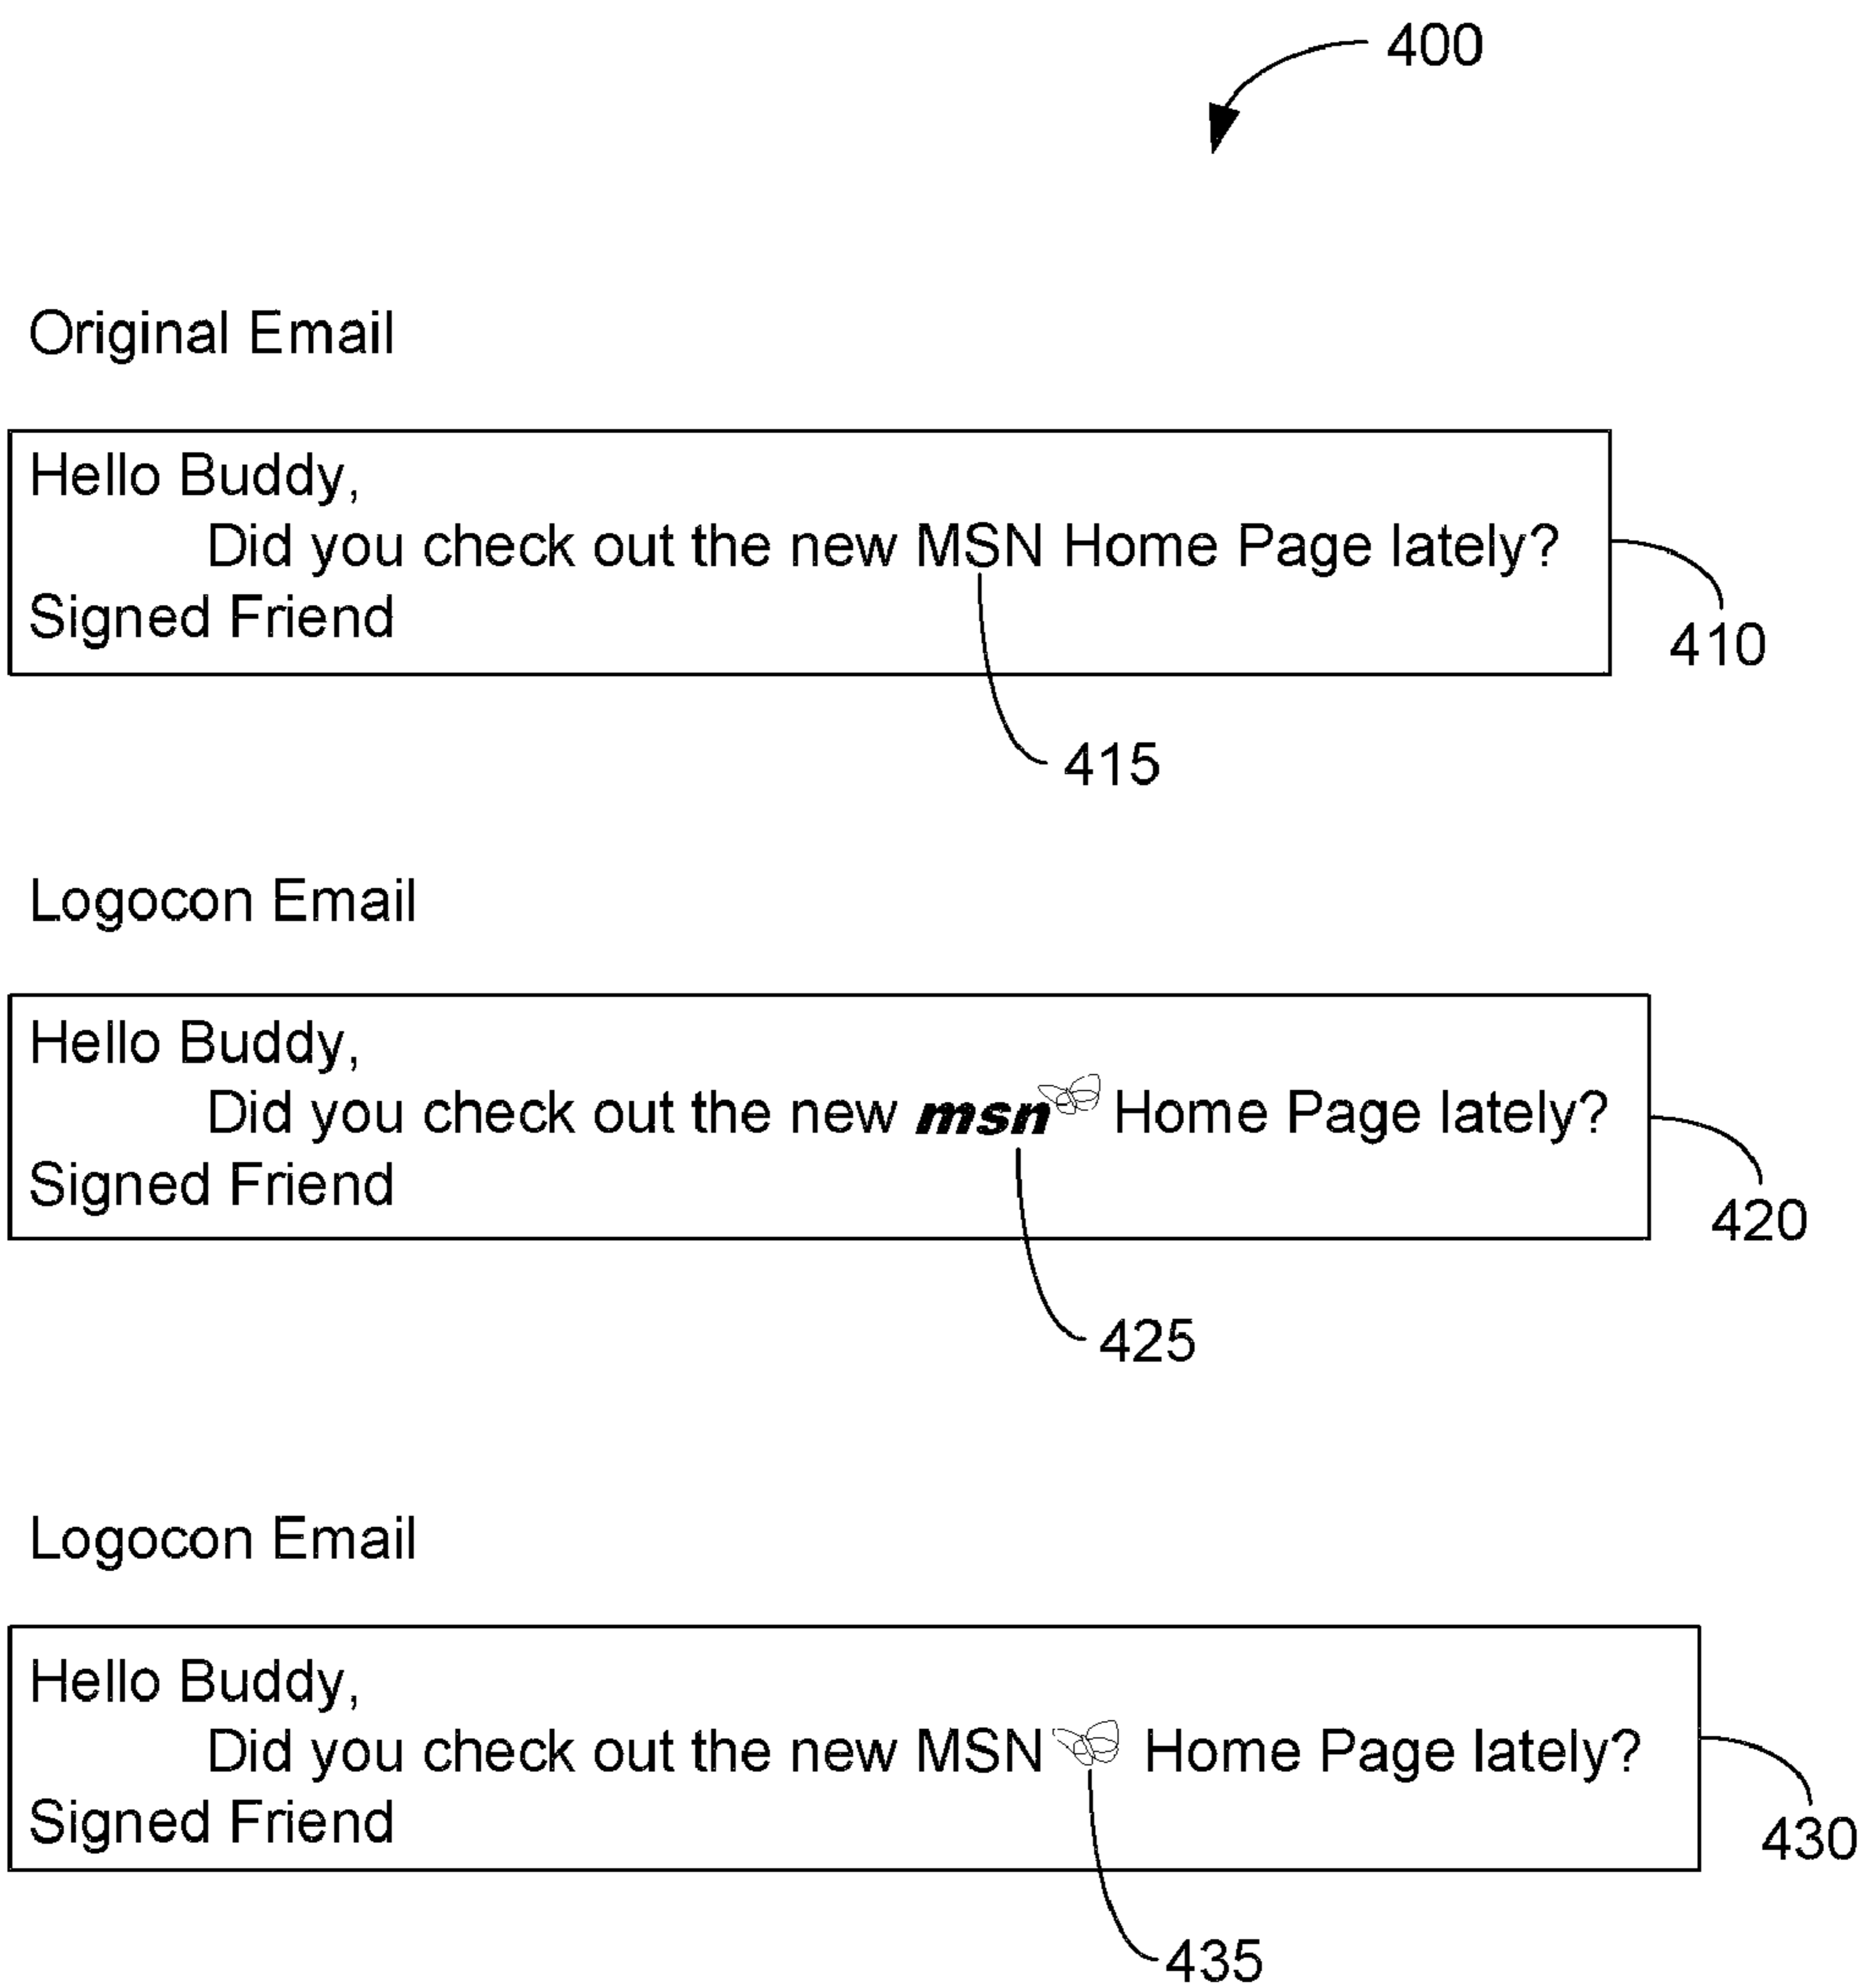 400
Original Email
Hello Buddy,
Did you check out the new MSN Home Page lately?
Signed Friend
410
415
Logocon Email
Hello Buddy,
Did you check out the new msn Home Page lately?
Signed Friend
420
425
Logocon Email
Hello Buddy,
Did you check out the new MSN Home Page lately?
Signed Friend
430
435